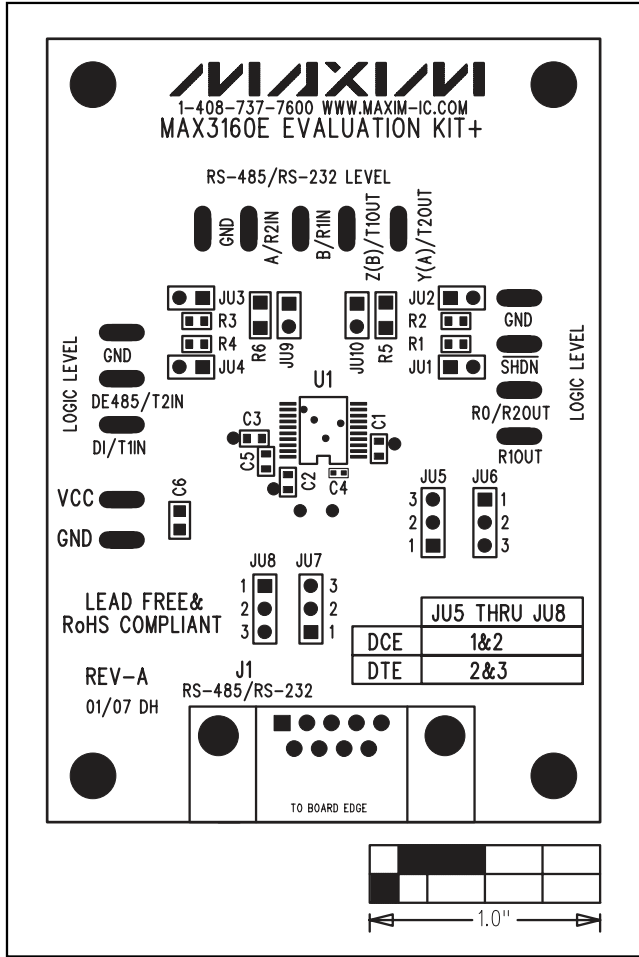 MAXIM
1-408-737-7600 WWW.MAXIM-IC.COM
MAX3160E EVALUATION KIT+
RS-485/RS-232 LEVEL
GND
A/R2IN
B/R1IN
Z(B)/T1OUT
Y(A)/T2OUT
JU3
R3
R4
JU4
R6
JU9
JU10
R5
JU2
R2
R1
JU1
GND
SHDN
RO/R2OUT
R1OUT
LOGIC LEVEL
LOGIC LEVEL
GND
DE485/T2IN
DI/T1IN
U1
C3
C5
C2
C4
C1
VCC
GND
C6
JU5
3
2
1
JU6
1
2
3
JU8
1
2
3
JU7
3
2
1
LEAD FREE&
RoHS COMPLIANT
JU5 THRU JU8
DCE 1&2
DTE 2&3
REV-A
01/07 DH
J1
RS-485/RS-232
TO BOARD EDGE
1.0"